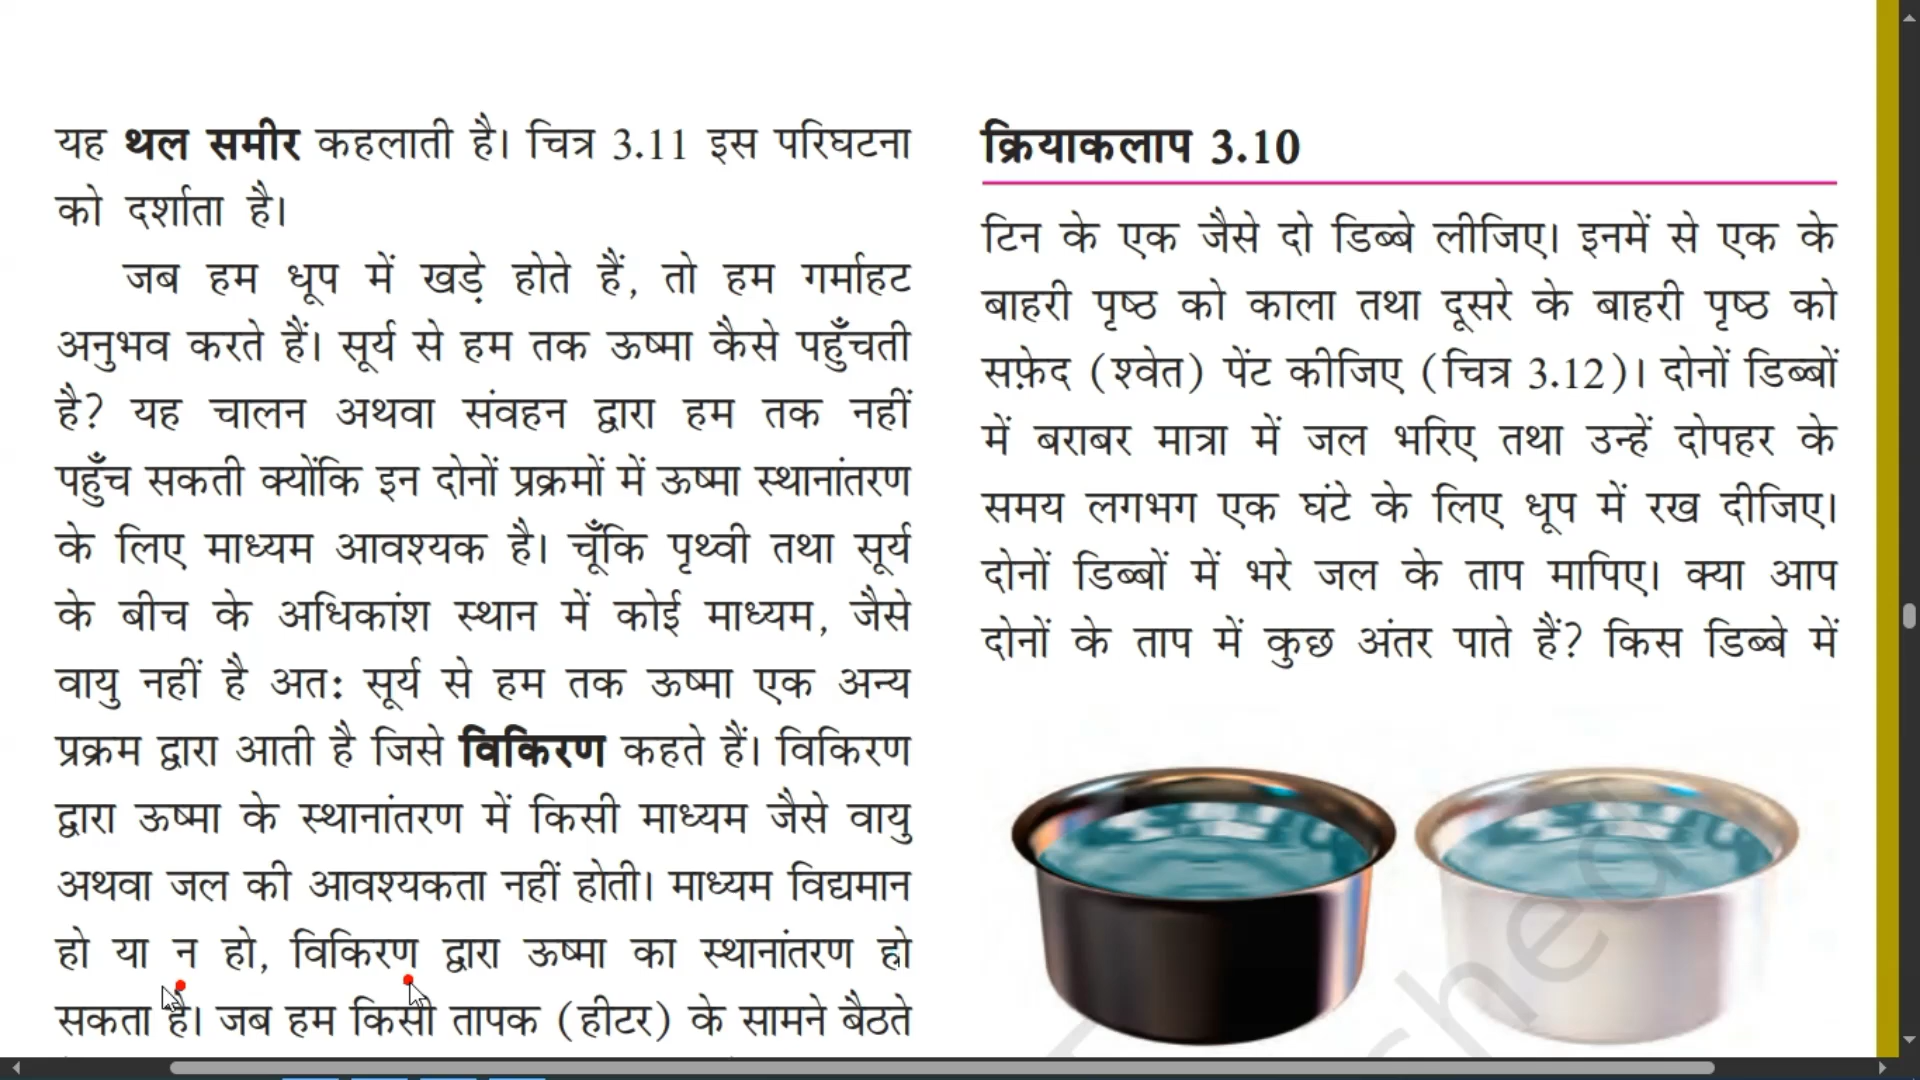 यह थल समीर कहलाती है। चित्र 3.11 इस परिघटना
को दर्शाता है।
जब हम धूप में खड़े होते हैं, तो हम गर्माहट
अनुभव करते हैं। सूर्य से हम तक ऊष्मा कैसे पहुँचती
है? यह चालन अथवा संवहन द्वारा हम तक नहीं
पहुँच सकती क्योंकि इन दोनों प्रक्रमों में ऊष्मा स्थानांतरण
के लिए माध्यम आवश्यक है। चूँकि पृथ्वी तथा सूर्य
के बीच के अधिकांश स्थान में कोई माध्यम, जैसे
वायु नहीं है अतः सूर्य से हम तक ऊष्मा एक अन्य
प्रक्रम द्वारा आती है जिसे विकिरण कहते हैं। विकिरण
द्वारा ऊष्मा के स्थानांतरण में किसी माध्यम जैसे वायु
अथवा जल की आवश्यकता नहीं होती। माध्यम विद्यमान
हो या न हो, विकिरण द्वारा ऊष्मा का स्थानांतरण हो
सकता है। जब हम किसी तापक (हीटर) के सामने बैठते
क्रियाकलाप 3.10
टिन के एक जैसे दो डिब्बे लीजिए। इनमें से एक के
बाहरी पृष्ठ को काला तथा दूसरे के बाहरी पृष्ठ को
सफ़ेद (श्वेत) पेंट कीजिए (चित्र 3.12)। दोनों डिब्बों
में बराबर मात्रा में जल भरिए तथा उन्हें दोपहर के
समय लगभग एक घंटे के लिए धूप में रख दीजिए।
दोनों डिब्बों में भरे जल के ताप मापिए। क्या आप
दोनों के ताप में कुछ अंतर पाते हैं? किस डिब्बे में